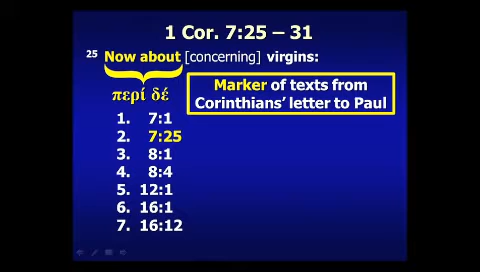 1 Cor. 7:25 – 31
25 Now about [concerning] virgins:
περί δέ
Marker of texts from
Corinthians' letter to Paul
1. 7:1
2. 7:25
3. 8:1
4. 8:4
5. 12:1
6. 16:1
7. 16:12